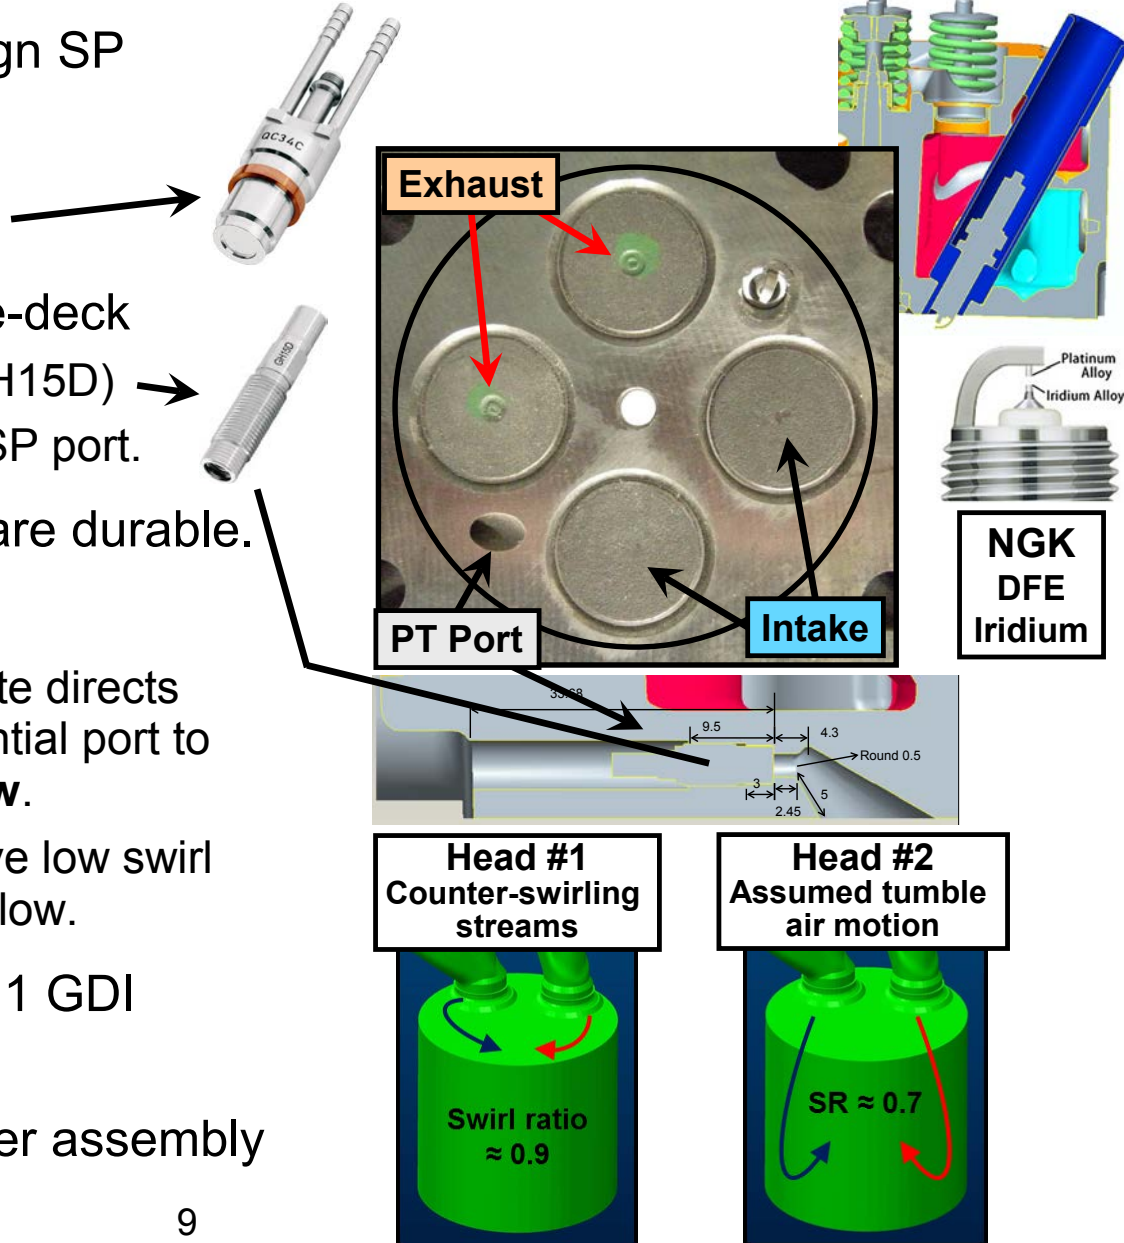 gn SP
QC34C
Exhaust
e-deck
H15D)
GH15D
SP port.
are durable.
Platinum
Alloy
Iridium Alloy
NGK
DFE
Iridium
PT Port
Intake
te directs
ntial port to
w.
33.68
9.5
4.3
Round 0.5
3
2.45
5
ve low swirl
low.
Head #1
Counter-swirling
streams
Head #2
Assumed tumble
air motion
1 GDI
Swirl ratio
≈ 0.9
SR ≈ 0.7
er assembly
9